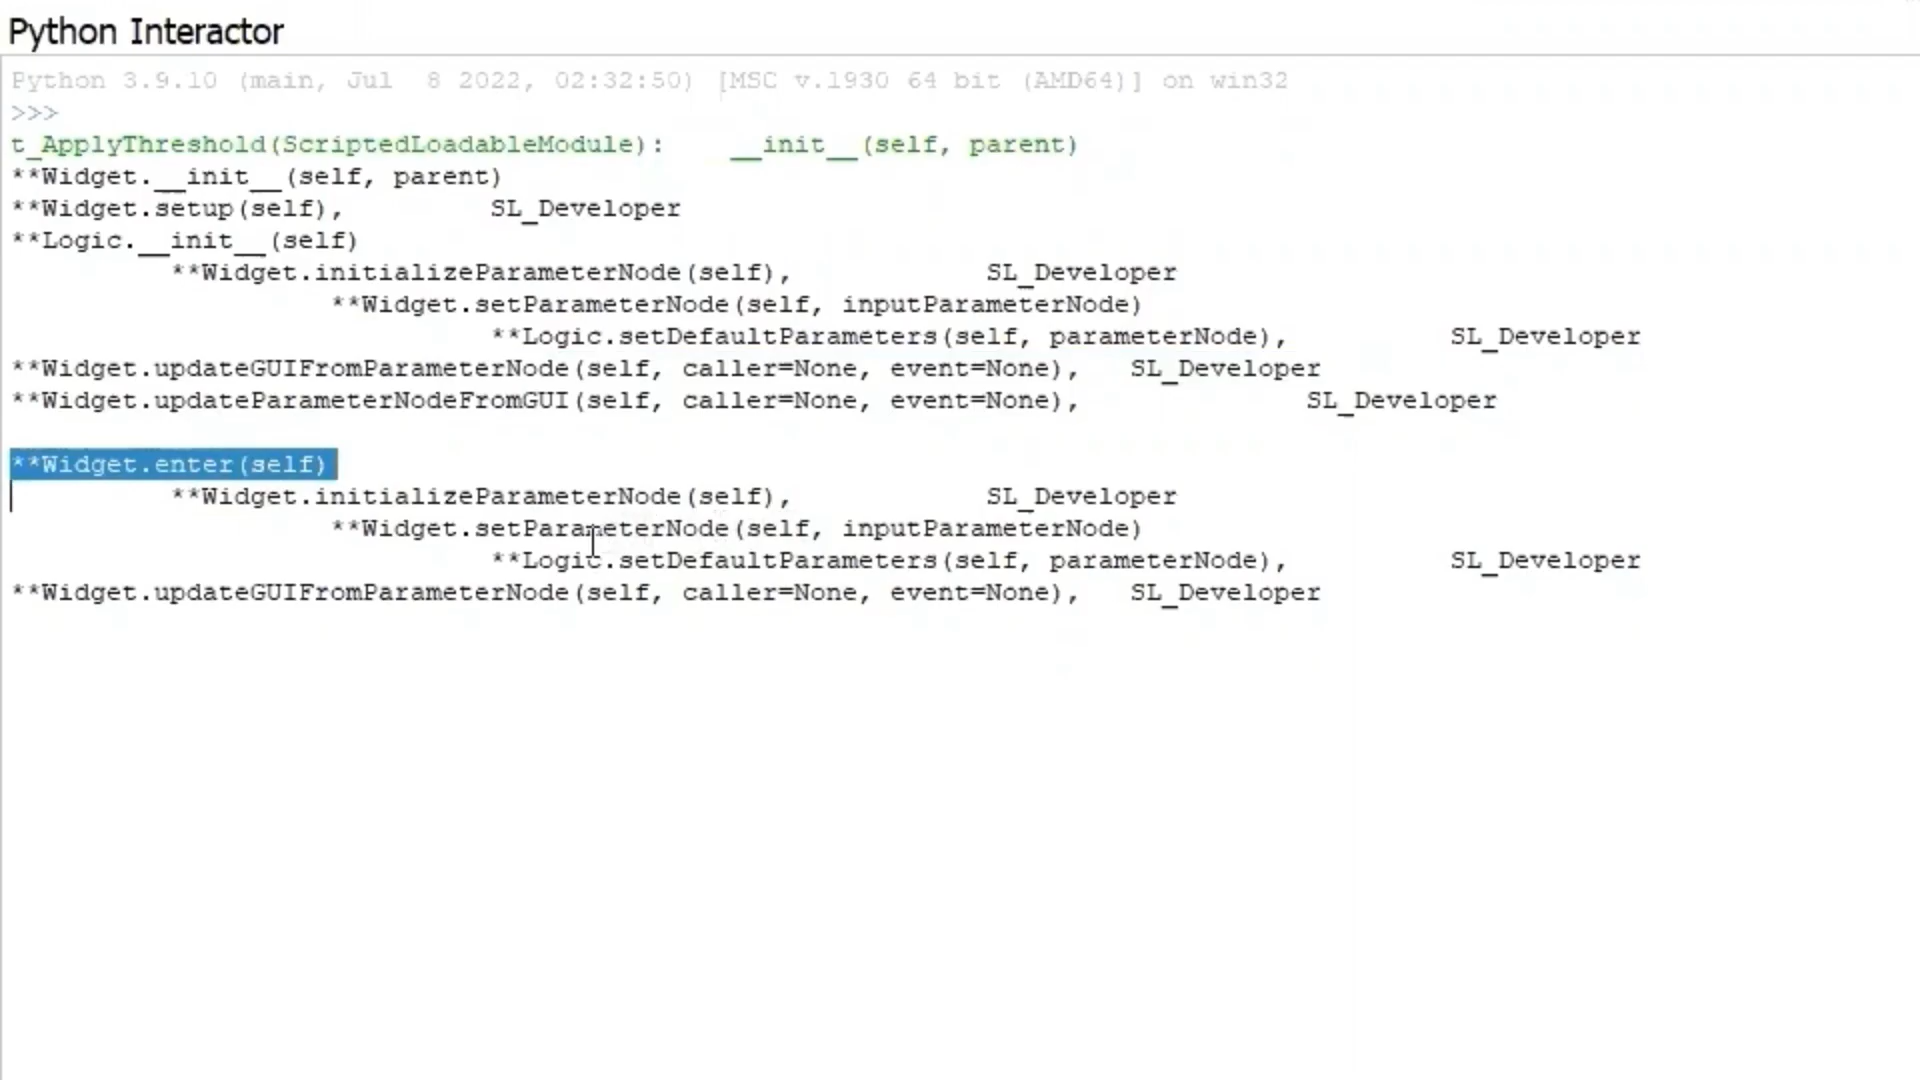 Python Interactor
Python 3.9.10 (main, Jul  8 2022, 02:32:50) [MSC v.1930 64 bit (AMD64)] on win32
>>>
t_ApplyThreshold(ScriptedLoadableModule):    __init__(self, parent)
**Widget.__init__(self, parent)
**Widget.setup(self),         SL_Developer
**Logic.__init__(self)
          **Widget.initializeParameterNode(self),            SL_Developer
                    **Widget.setParameterNode(self, inputParameterNode)
                              **Logic.setDefaultParameters(self, parameterNode),          SL_Developer
**Widget.updateGUIFromParameterNode(self, caller=None, event=None),   SL_Developer
**Widget.updateParameterNodeFromGUI(self, caller=None, event=None),              SL_Developer
**Widget.enter(self)
          **Widget.initializeParameterNode(self),            SL_Developer
                    **Widget.setParameterNode(self, inputParameterNode)
                              **Logic.setDefaultParameters(self, parameterNode),          SL_Developer
**Widget.updateGUIFromParameterNode(self, caller=None, event=None),   SL_Developer